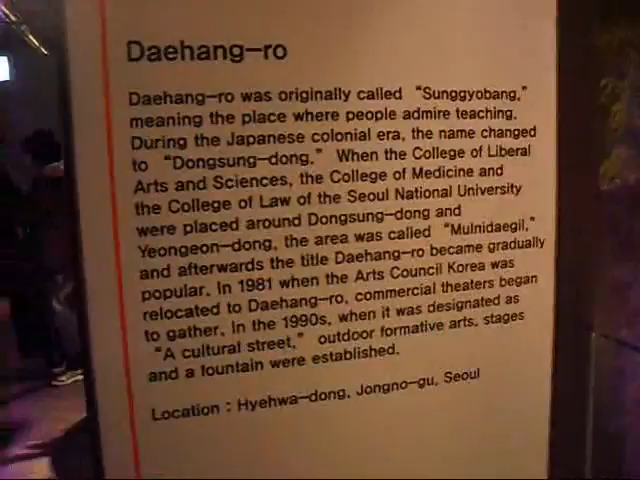 Daehang-ro
Daehang-ro was originally called "Sunggyobang,"
meaning the place where people admire teaching.
During the Japanese colonial era, the name changed
to "Dongsung-dong." When the College of Liberal
Arts and Sciences, the College of Medicine and
the College of Law of the Seoul National University
were placed around Dongsung-dong and
Yeongeon-dong, the area was called "Mulnidaegil,"
and afterwards the title Daehang-ro became gradually
popular. In 1981 when the Arts Council Korea was
relocated to Daehang-ro, commercial theaters began
to gather. In the 1990s, when it was designated as
"A cultural street," outdoor formative arts, stages
and a fountain were established.
Location : Hyehwa-dong, Jongno-gu, Seoul